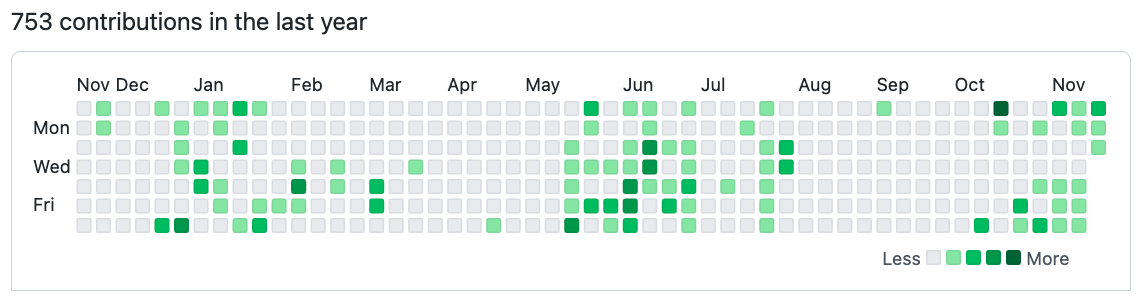 753 contributions in the last year
Nov Dec Jan Feb Mar Apr May Jun Jul Aug Sep Oct Nov
Mon
Wed
Fri
Less More